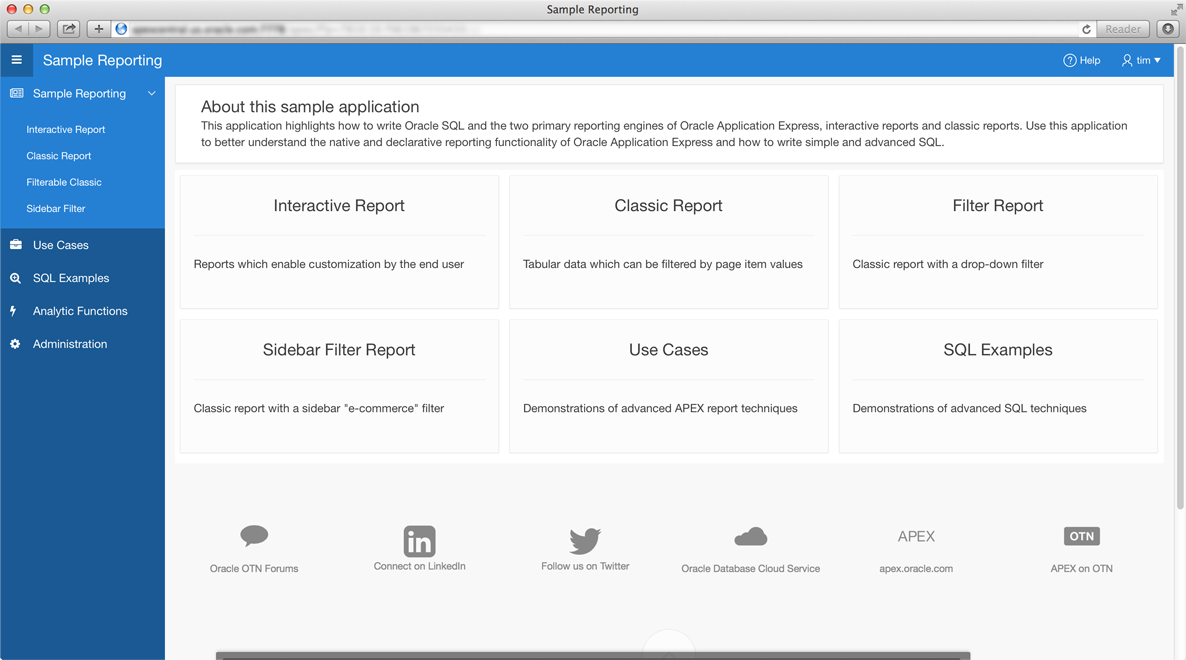 Sample Reporting
Reader
Sample Reporting
Help
tim
Sample Reporting
Interactive Report
Classic Report
Filterable Classic
Sidebar Filter
Use Cases
SQL Examples
Analytic Functions
Administration
About this sample application
This application highlights how to write Oracle SQL and the two primary reporting engines of Oracle Application Express, interactive reports and classic reports. Use this application
to better understand the native and declarative reporting functionality of Oracle Application Express and how to write simple and advanced SQL.
Interactive Report
Reports which enable customization by the end user
Classic Report
Tabular data which can be filtered by page item values
Filter Report
Classic report with a drop-down filter
Sidebar Filter Report
Classic report with a sidebar "e-commerce" filter
Use Cases
Demonstrations of advanced APEX report techniques
SQL Examples
Demonstrations of advanced SQL techniques
Oracle OTN Forums
in
Connect on LinkedIn
Follow us on Twitter
Oracle Database Cloud Service
APEX
apex.oracle.com
OTN
APEX on OTN